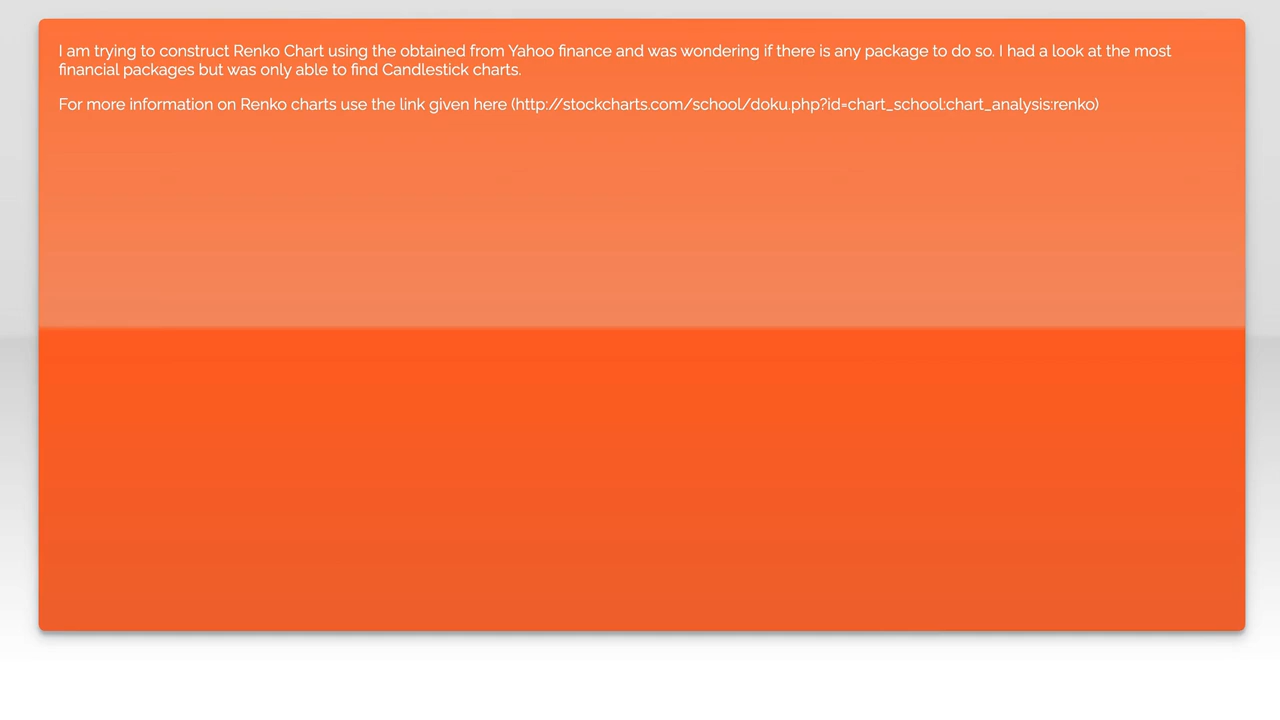 I am trying to construct Renko Chart using the obtained from Yahoo finance and was wondering if there is any package to do so. I had a look at the most
financial packages but was only able to find Candlestick charts.
For more information on Renko charts use the link given here (http://stockcharts.com/school/doku.php?id=chart_school:chart_analysis:renko)